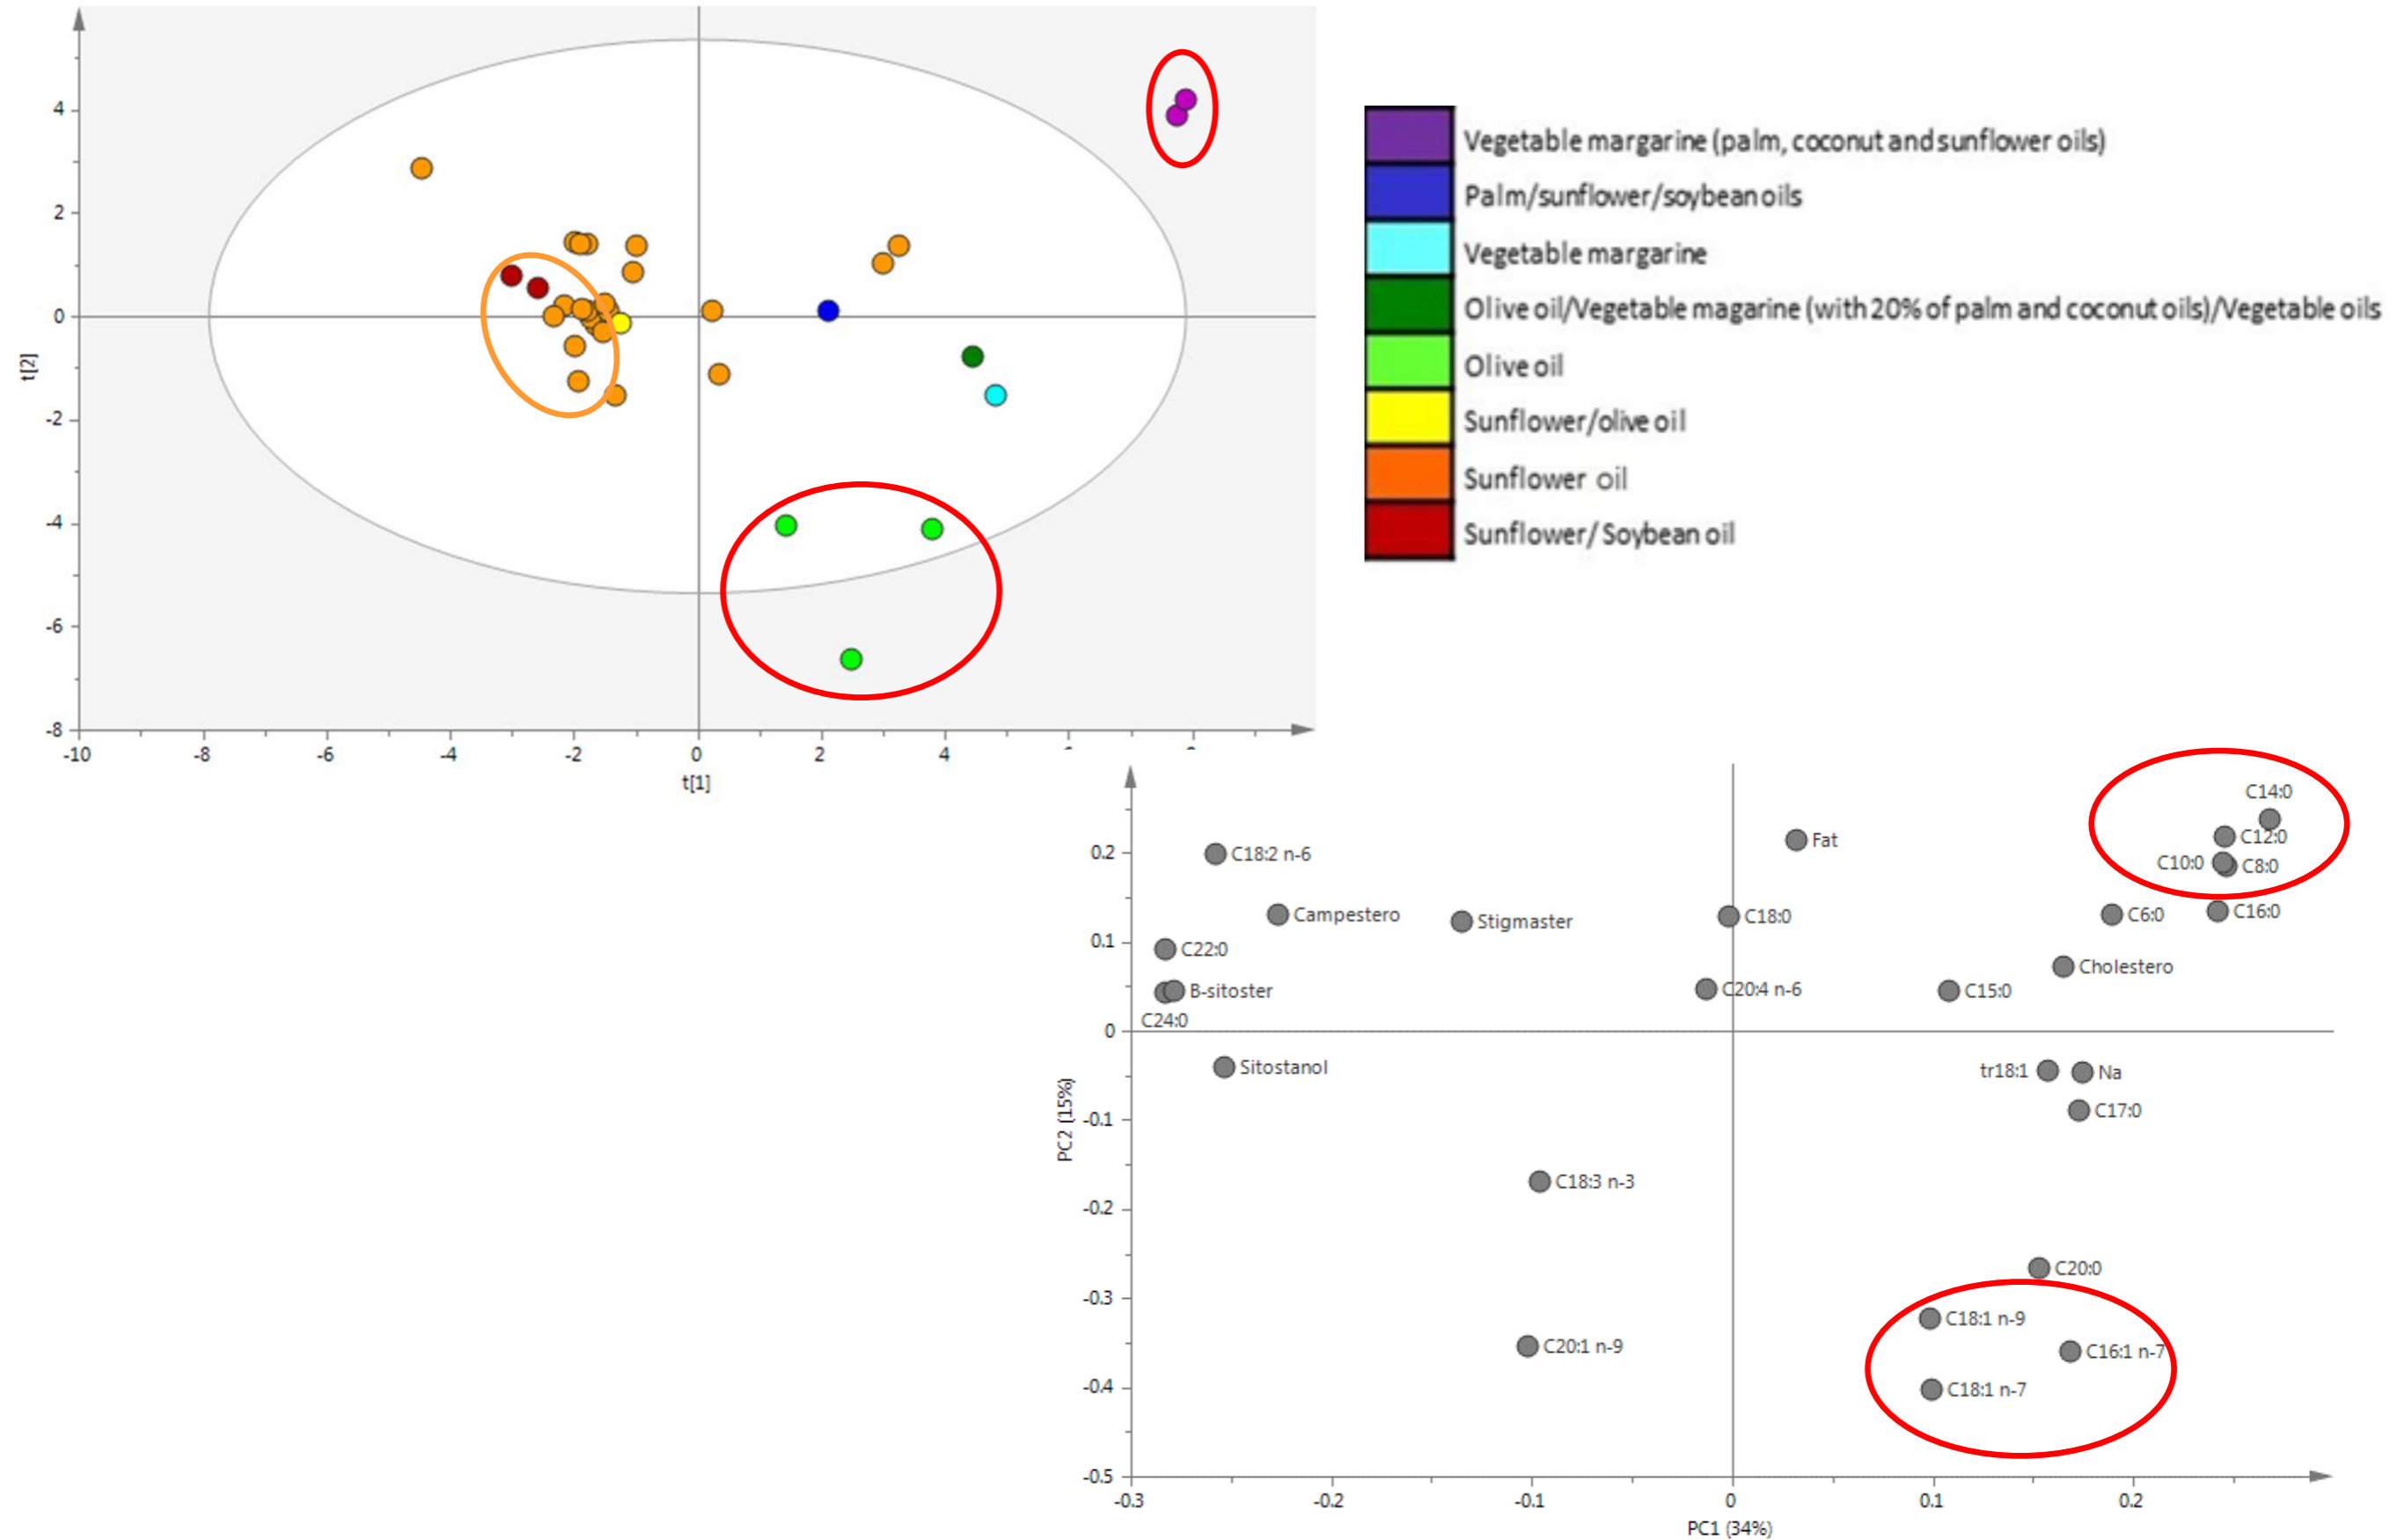 4
2
0
-2
-4
-6
-8
t[2]
-10
-8
-6
-4
-2
0
2
4
t[1]
Vegetable margarine (palm, coconut and sunflower oils)
Palm/sunflower/soybean oils
Vegetable margarine
Olive oil/Vegetable magarine (with 20% of palm and coconut oils)/Vegetable oils
Olive oil
Sunflower/olive oil
Sunflower oil
Sunflower/ Soybean oil
C14:0
C12:0
C10:0
C8:0
Fat
C18:2 n-6
Campestero
Stigmaster
C18:0
C6:0
C16:0
C22:0
Cholestero
B-sitoster
C20:4 n-6
C15:0
C24:0
Sitostanol
tr18:1
Na
C17:0
C18:3 n-3
C20:0
C18:1 n-9
C20:1 n-9
C16:1 n-7
C18:1 n-7
0.2
0.1
0
-0.1
-0.2
-0.3
-0.4
-0.5
PC2 (15%)
-0.3
-0.2
-0.1
0
0.1
0.2
PC1 (34%)